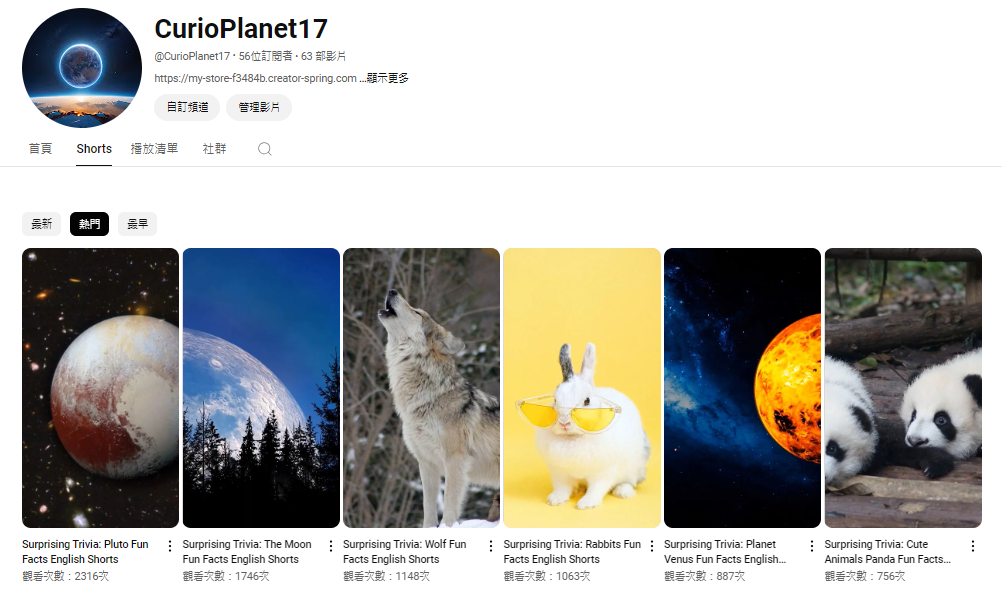 CurioPlanet17
@CurioPlanet17 · 56位訂閱者 · 63 部影片
https://my-store-f3484b.creator-spring.com ...顯示更多
自訂頻道 管理影片
首頁 Shorts 播放清單 社群
最新 熱門 最早
Surprising Trivia: Pluto Fun
Facts English Shorts
觀看次數：2316次
Surprising Trivia: The Moon
Fun Facts English Shorts
觀看次數：1746次
Surprising Trivia: Wolf Fun
Facts English Shorts
觀看次數：1148次
Surprising Trivia: Rabbits Fun
Facts English Shorts
觀看次數：1063次
Surprising Trivia: Planet
Venus Fun Facts English...
觀看次數：887次
Surprising Trivia: Cute
Animals Panda Fun Facts...
觀看次數：756次